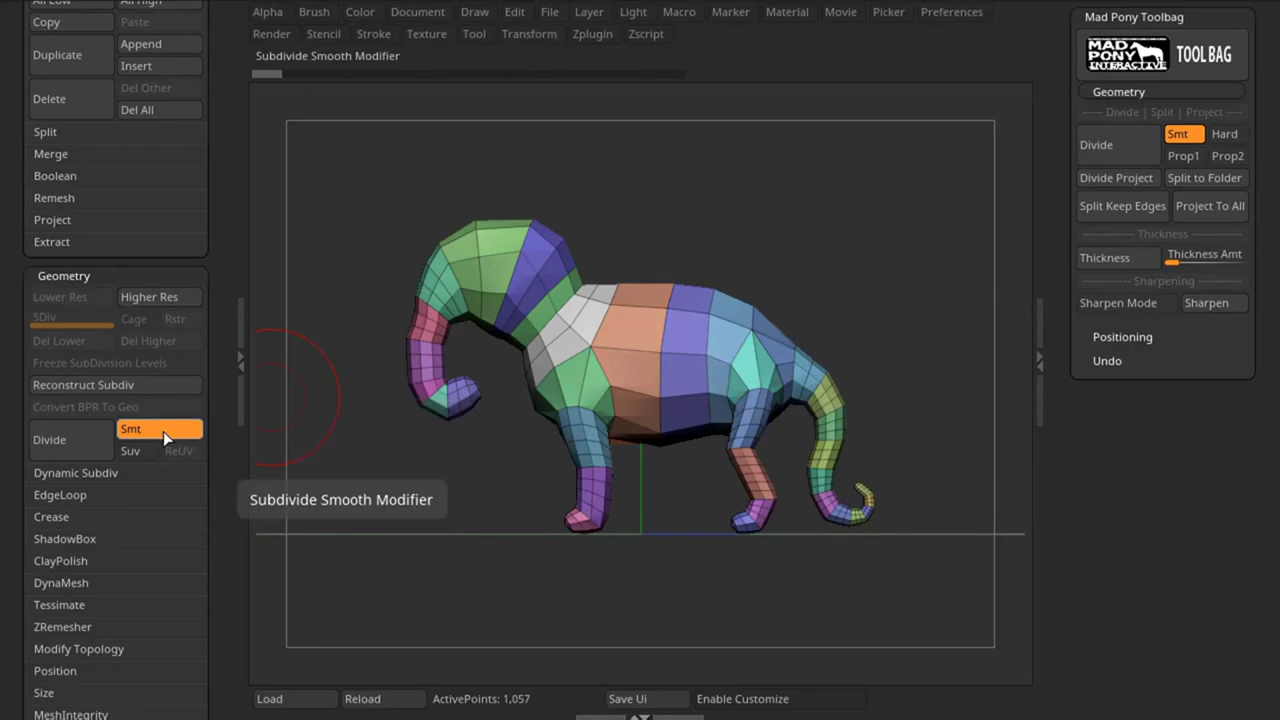 All Low All High
Copy Paste
Duplicate Append
Insert
Delete Del Other
Del All
Split
Merge
Boolean
Remesh
Project
Extract
Geometry
Lower Res Higher Res
SDiv Cage Rstr
Del Lower Del Higher
Freeze SubDivision Levels
Reconstruct Subdiv
Convert BPR To Geo
Divide Smt
Suv ReUV
Dynamic Subdiv
EdgeLoop
Crease
ShadowBox
ClayPolish
DynaMesh
Tessimate
ZRemesher
Modify Topology
Position
Size
MeshIntegrity
Alpha Brush Color Document Draw Edit File Layer Light Macro Marker Material Movie Picker Preferences
Render Stencil Stroke Texture Tool Transform Zplugin Zscript
Subdivide Smooth Modifier
Subdivide Smooth Modifier
Load Reload ActivePoints: 1,057 Save Ui Enable Customize
Mad Pony Toolbag
MAD PONY INTERACTIVE TOOL BAG
Geometry
Divide | Split | Project
Divide Smt Hard
Prop1 Prop2
Divide Project Split to Folder
Split Keep Edges Project To All
Thickness
Thickness Thickness Amt
Sharpening
Sharpen Mode Sharpen
Positioning
Undo